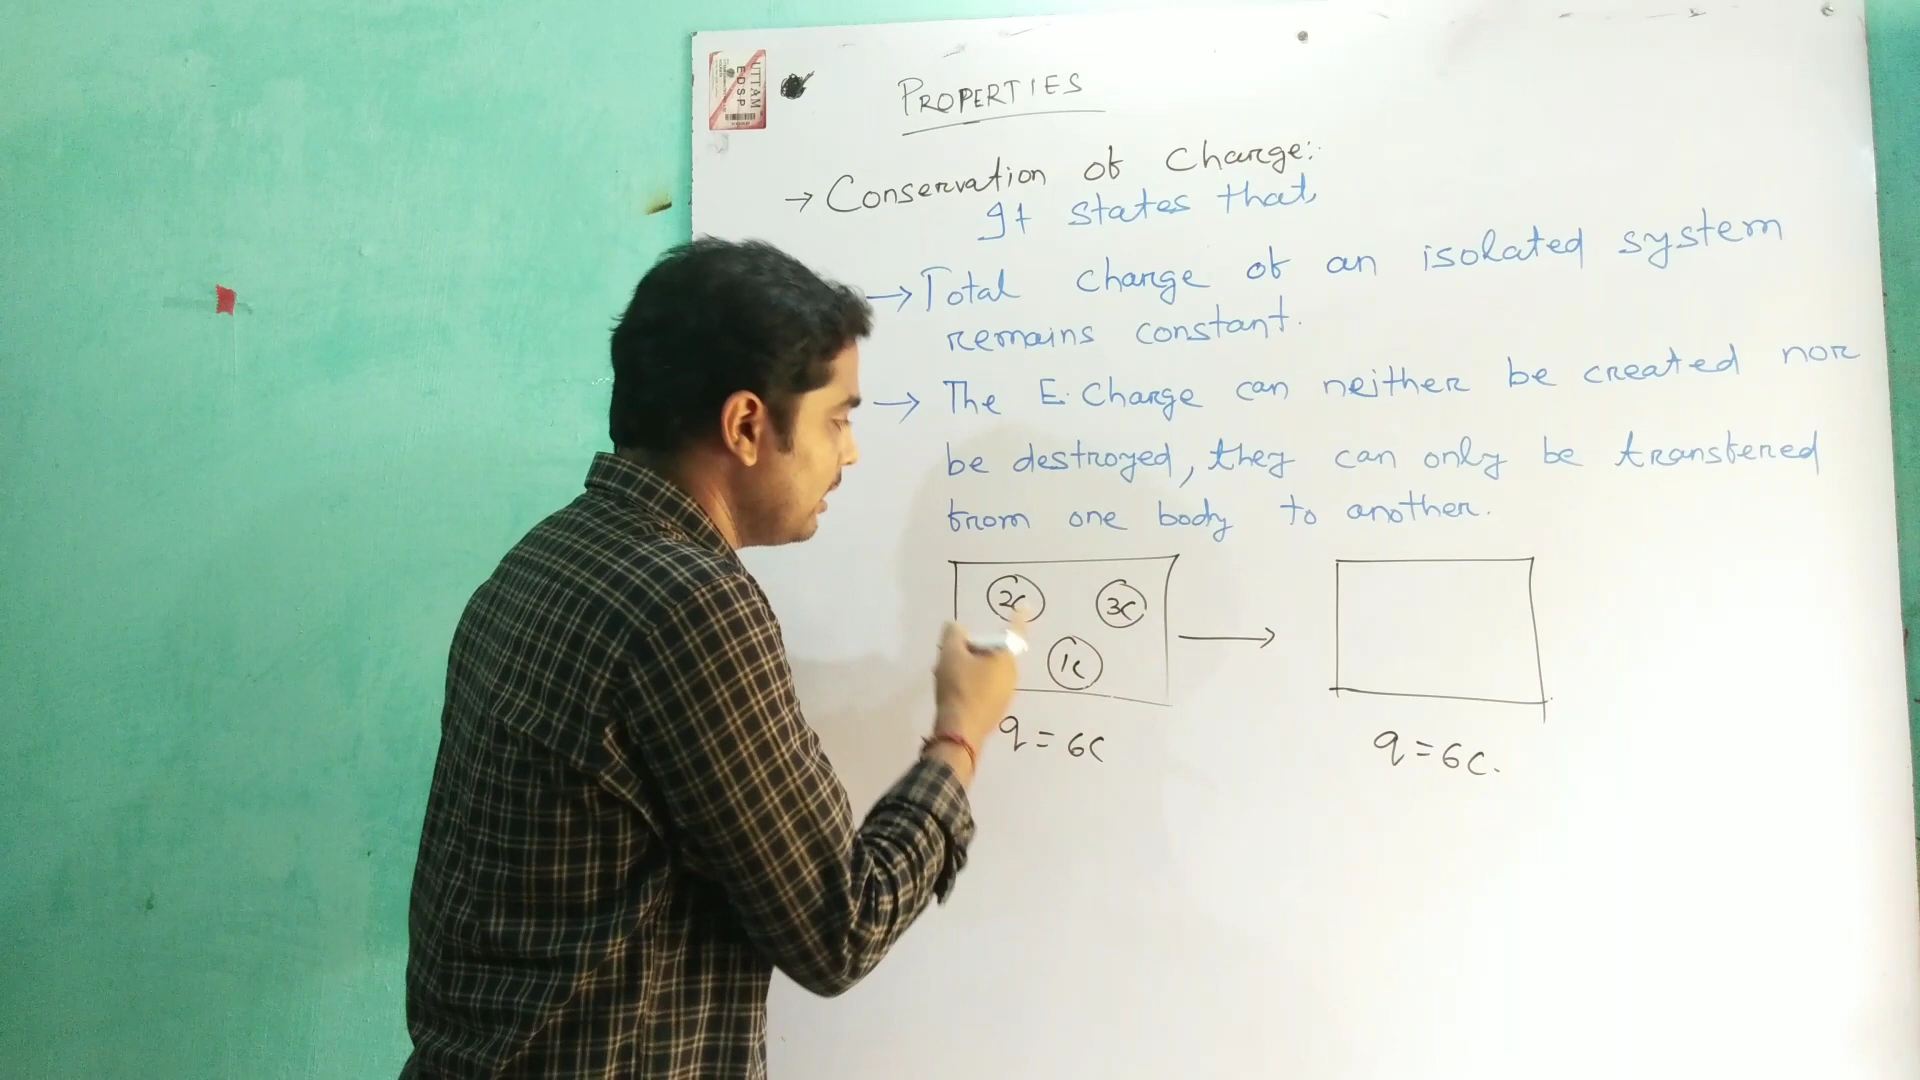 UTTAM
EDSP
PROPERTIES
→ Conservation of Charge:
It states that,
→ Total charge of an isolated system
remains constant.
→ The E. Charge can neither be created nor
be destroyed, they can only be transfered
from one body to another.
2C 3C
1C
q = 6C q = 6C.